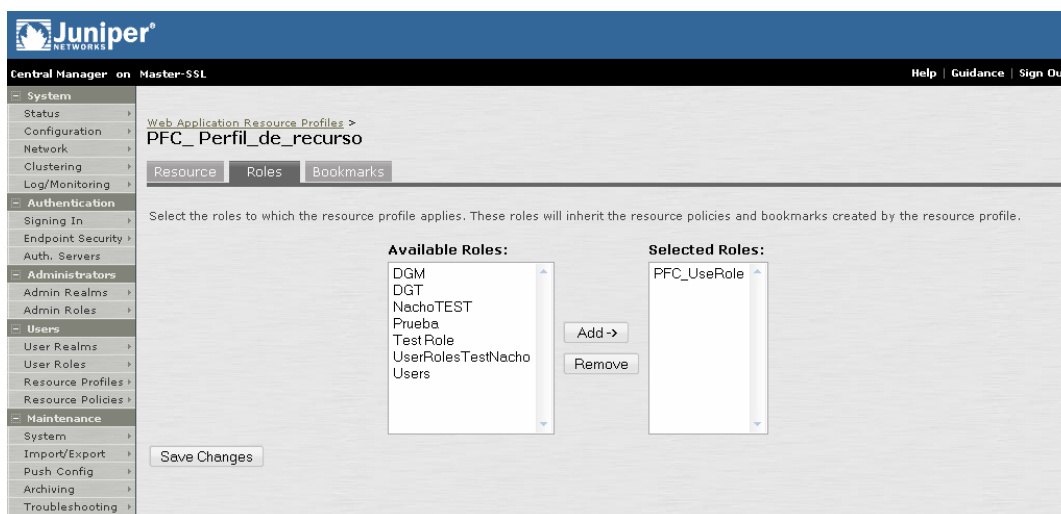 Juniper®
NETWORKS
Central Manager on Master-SSL
Help | Guidance | Sign Ou
System
Status
Configuration
Network
Clustering
Log/Monitoring
Authentication
Signing In
Endpoint Security
Auth. Servers
Administrators
Admin Realms
Admin Roles
Users
User Realms
User Roles
Resource Profiles
Resource Policies
Maintenance
System
Import/Export
Push Config
Archiving
Troubleshooting
Web Application Resource Profiles >
PFC_ Perfil_de_recurso
Resource Roles Bookmarks
Select the roles to which the resource profile applies. These roles will inherit the resource policies and bookmarks created by the resource profile.
Available Roles:
DGM
DGT
NachoTEST
Prueba
Test Role
UserRolesTestNacho
Users
Add ->
Remove
Selected Roles:
PFC_UseRole
Save Changes